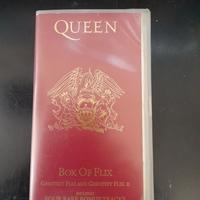 QUEEN
BOX OF FLIX
GREATEST FLIX AND GREATEST FLIX II
INCLUDES
FOUR RARE BONUS TRACKS